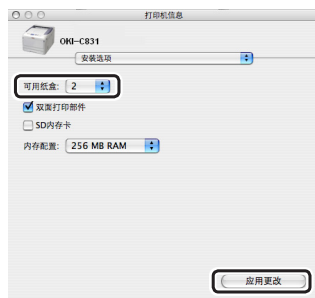 打印机信息
OKI-C831
安装选项
可用纸盒: 2
双面打印部件
SD内存卡
内存配置: 256 MB RAM
应用更改